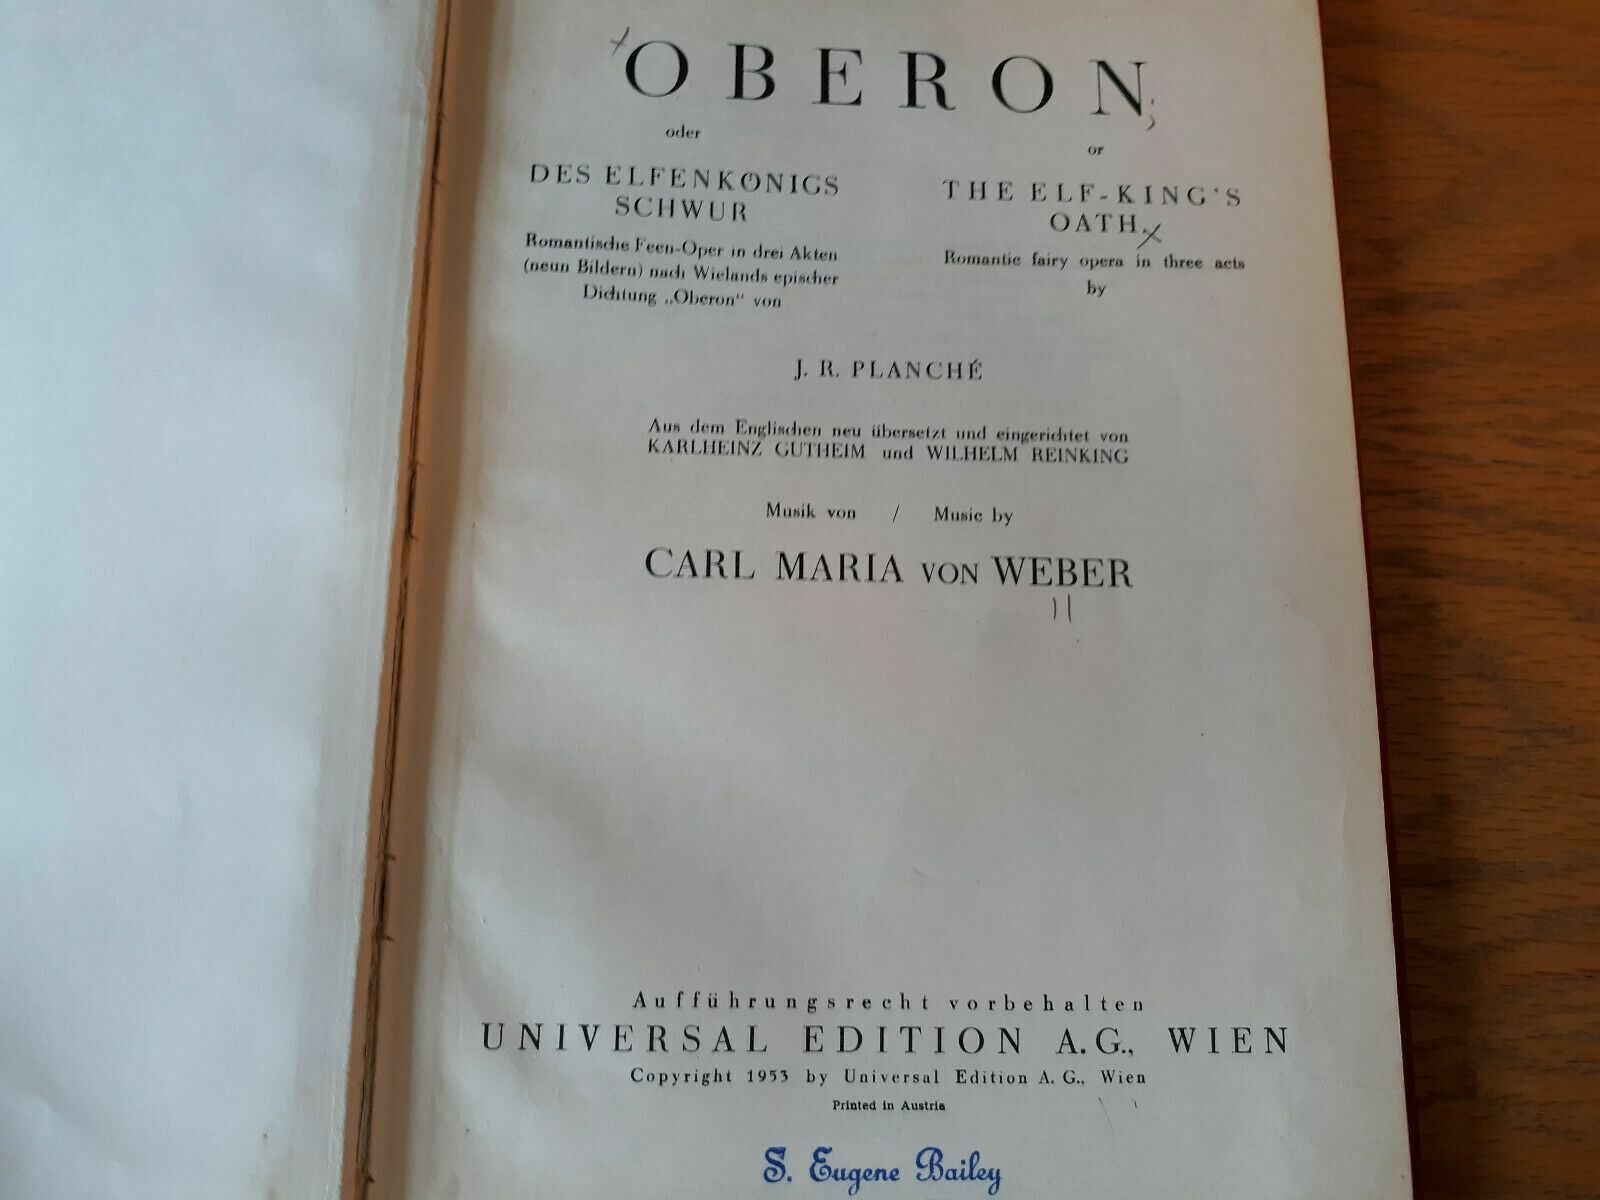 OBERON
oder
DES ELFENKÖNIGS
SCHWUR
Romantische Feen-Oper in drei Akten
(neun Bildern) nach Wielands epischer
Dichtung „Oberon" von
or
THE ELF-KING'S
OATH
Romantic fairy opera in three acts
by
J. R. PLANCHÉ
Aus dem Englischen neu übersetzt und eingerichtet von
KARLHEINZ GUTHEIM und WILHELM REINKING
Musik von / Music by
CARL MARIA VON WEBER
Aufführungsrecht vorbehalten
UNIVERSAL EDITION A.G., WIEN
Copyright 1953 by Universal Edition A. G., Wien
Printed in Austria
S. Eugene Bailey